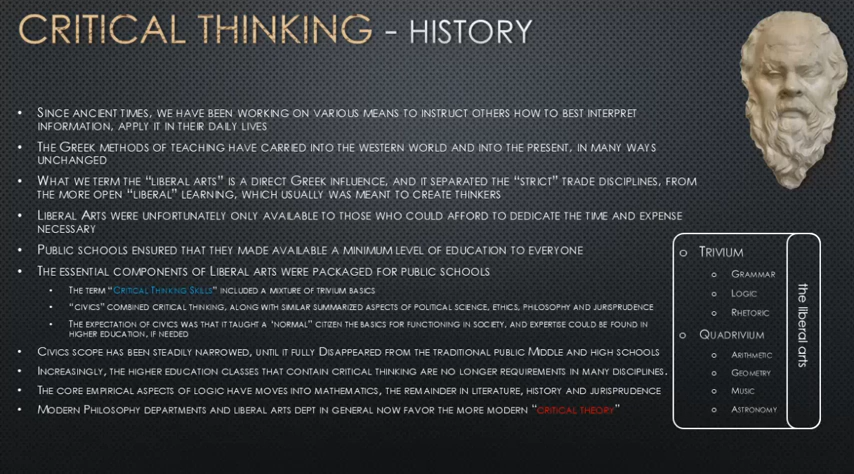 CRITICAL THINKING - HISTORY
• SINCE ANCIENT TIMES, WE HAVE BEEN WORKING ON VARIOUS MEANS TO INSTRUCT OTHERS HOW TO BEST INTERPRET
INFORMATION, APPLY IT IN THEIR DAILY LIVES
• THE GREEK METHODS OF TEACHING HAVE CARRIED INTO THE WESTERN WORLD AND INTO THE PRESENT, IN MANY WAYS
UNCHANGED
• WHAT WE TERM THE “LIBERAL ARTS” IS A DIRECT GREEK INFLUENCE, AND IT SEPARATED THE “STRICT” TRADE DISCIPLINES, FROM
THE MORE OPEN “LIBERAL” LEARNING, WHICH USUALLY WAS MEANT TO CREATE THINKERS
• LIBERAL ARTS WERE UNFORTUNATELY ONLY AVAILABLE TO THOSE WHO COULD AFFORD TO DEDICATE THE TIME AND EXPENSE
NECESSARY
• PUBLIC SCHOOLS ENSURED THAT THEY MADE AVAILABLE A MINIMUM LEVEL OF EDUCATION TO EVERYONE
• THE ESSENTIAL COMPONENTS OF LIBERAL ARTS WERE PACKAGED FOR PUBLIC SCHOOLS
• THE TERM “CRITICAL THINKING SKILLS” INCLUDED A MIXTURE OF TRIVIUM BASICS
• “CIVICS” COMBINED CRITICAL THINKING, ALONG WITH SIMILAR SUMMARIZED ASPECTS OF POLITICAL SCIENCE, ETHICS, PHILOSOPHY AND JURISPRUDENCE
• THE EXPECTATION OF CIVICS WAS THAT IT TAUGHT A ‘NORMAL” CITIZEN THE BASICS FOR FUNCTIONING IN SOCIETY, AND EXPERTISE COULD BE FOUND IN
HIGHER EDUCATION, IF NEEDED
• CIVICS SCOPE HAS BEEN STEADILY NARROWED, UNTIL IT FULLY DISAPPEARED FROM THE TRADITIONAL PUBLIC MIDDLE AND HIGH SCHOOLS
• INCREASINGLY, THE HIGHER EDUCATION CLASSES THAT CONTAIN CRITICAL THINKING ARE NO LONGER REQUIREMENTS IN MANY DISCIPLINES.
• THE CORE EMPIRICAL ASPECTS OF LOGIC HAVE MOVES INTO MATHEMATICS, THE REMAINDER IN LITERATURE, HISTORY AND JURISPRUDENCE
• MODERN PHILOSOPHY DEPARTMENTS AND LIBERAL ARTS DEPT IN GENERAL NOW FAVOR THE MORE MODERN “CRITICAL THEORY”
o TRIVIUM
o GRAMMAR
o LOGIC
o RHETORIC
o QUADRIVIUM
o ARITHMETIC
o GEOMETRY
o MUSIC
o ASTRONOMY
the liberal arts